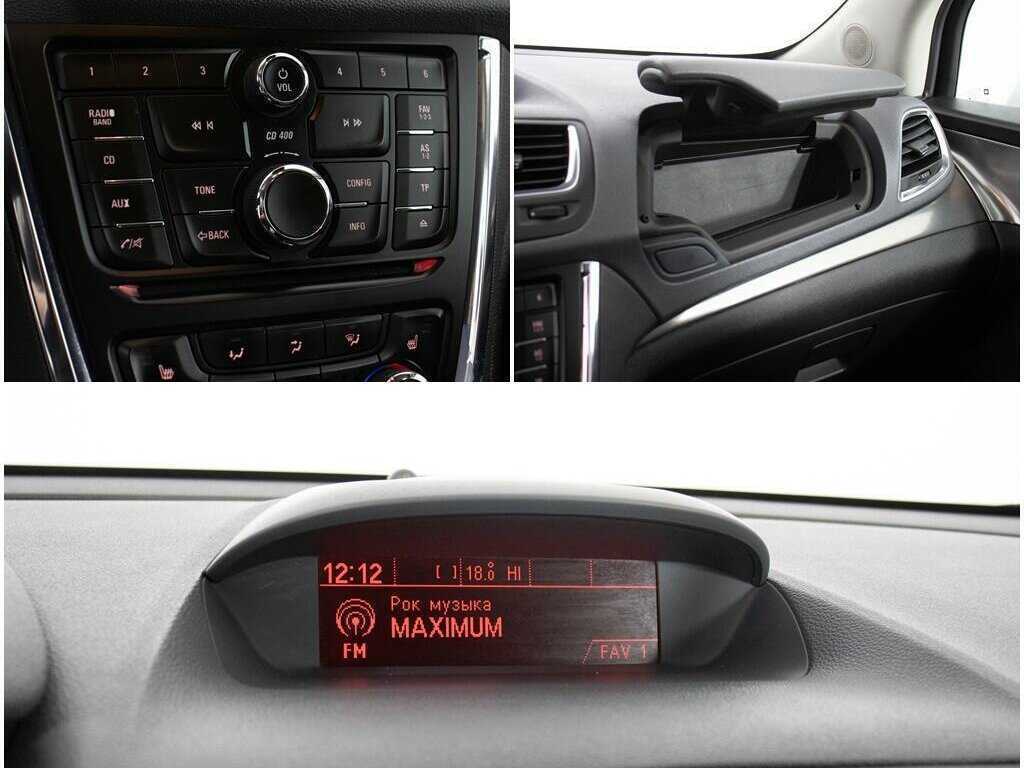 1 2 3 VOL 4 5 6
RADIO
BAND
FAV
1-2-3
CD 400
CD
AS
1-2
TONE
CONFIG
TP
AUX
BACK
INFO
12:12 [ ] 18.0 HI
Рок музыка
MAXIMUM
FM
FAV 1